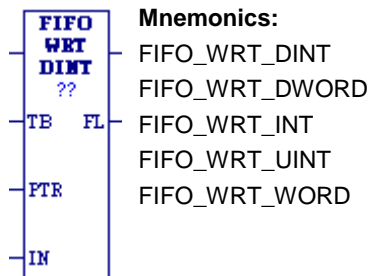 FIFO
WRT
DINT
??
TB FL
PTR
IN
Mnemonics:
FIFO_WRT_DINT
FIFO_WRT_DWORD
FIFO_WRT_INT
FIFO_WRT_UINT
FIFO_WRT_WORD